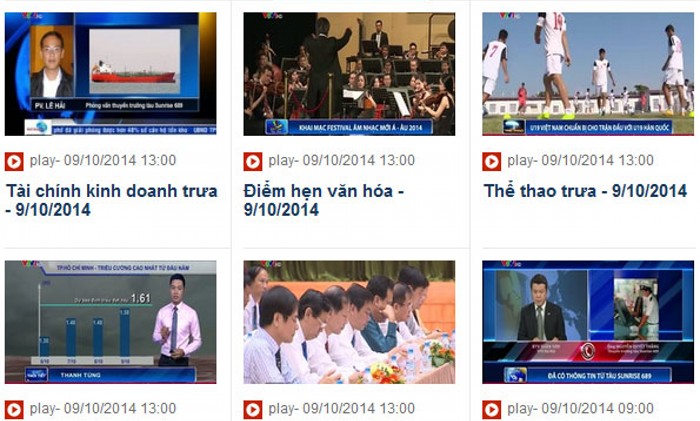 VTV1
PV. LÊ HẢI
Phỏng vấn thuyền trưởng tàu Sunrise 689
KHAI MẠC FESTIVAL ÂM NHẠC MỚI Á - ÂU 2014
U19 VIỆT NAM CHUẨN BỊ CHO TRẬN ĐẤU VỚI U19 HÀN QUỐC
play- 09/10/2014 13:00
play- 09/10/2014 13:00
play- 09/10/2014 13:00
Tài chính kinh doanh trưa
- 9/10/2014
Điểm hẹn văn hóa -
9/10/2014
Thể thao trưa - 9/10/2014
TP.HỒ CHÍ MINH - TRIỀU CƯỜNG CAO NHẤT TỪ ĐẦU NĂM
1.61
THANH TÙNG
ĐÃ CÓ THÔNG TIN TỪ TÀU SUNRISE 689
play- 09/10/2014 13:00
play- 09/10/2014 13:00
play- 09/10/2014 09:00